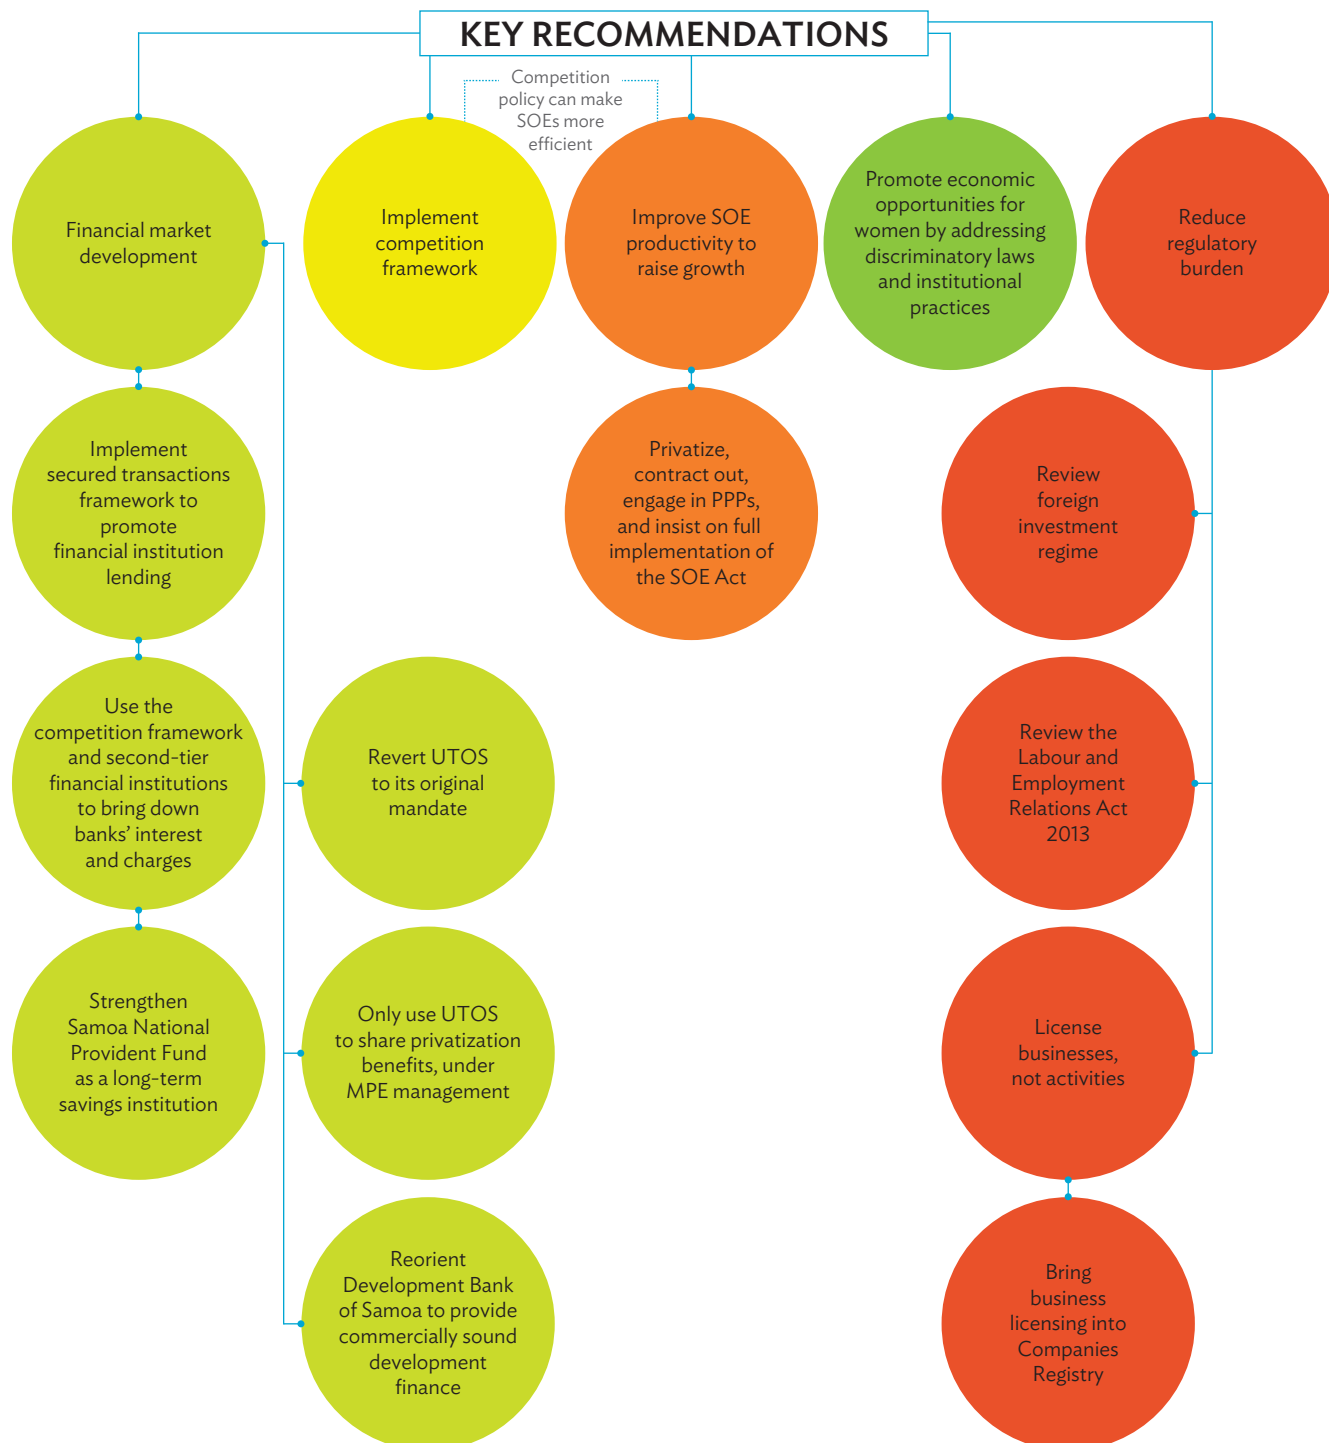 KEY RECOMMENDATIONS
Competition
policy can make
SOEs more
efficient
Financial market
development
Implement
competition
framework
Improve SOE
productivity to
raise growth
Promote economic
opportunities for
women by addressing
discriminatory laws
and institutional
practices
Reduce
regulatory
burden
Implement
secured transactions
framework to
promote
financial institution
lending
Privatize,
contract out,
engage in PPPs,
and insist on full
implementation of
the SOE Act
Review
foreign
investment
regime
Use the
competition framework
and second-tier
financial institutions
to bring down
banks’ interest
and charges
Revert UTOS
to its original
mandate
Review the
Labour and
Employment
Relations Act
2013
Strengthen
Samoa National
Provident Fund
as a long-term
savings institution
Only use UTOS
to share privatization
benefits, under
MPE management
License
businesses,
not activities
Reorient
Development Bank
of Samoa to provide
commercially sound
development
finance
Bring
business
licensing into
Companies
Registry